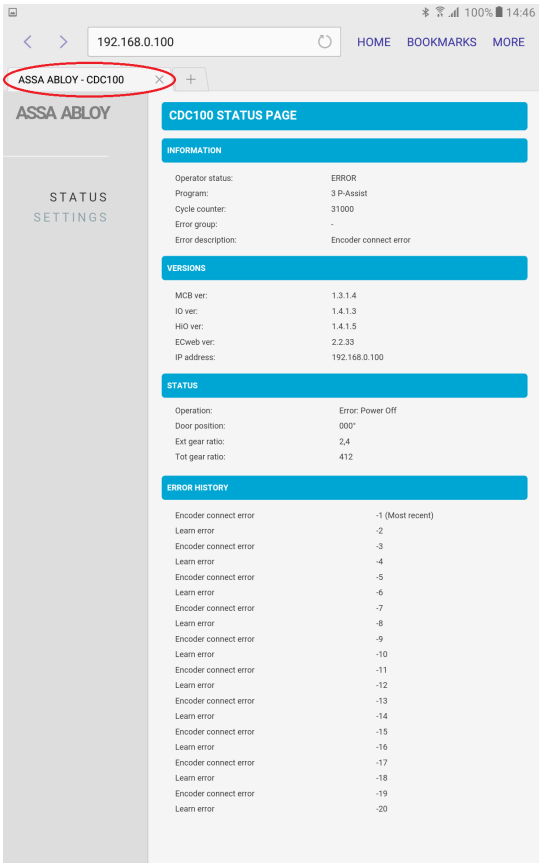 100% 14:46
192.168.0.100 HOME BOOKMARKS MORE
ASSA ABLOY - CDC100
ASSA ABLOY
STATUS
SETTINGS
CDC100 STATUS PAGE
INFORMATION
Operator status: ERROR
Program: 3 P-Assist
Cycle counter: 31000
Error group: -
Error description: Encoder connect error
VERSIONS
MCB ver: 1.3.1.4
IO ver: 1.4.1.3
HiO ver: 1.4.1.5
ECweb ver: 2.2.33
IP address: 192.168.0.100
STATUS
Operation: Error: Power Off
Door position: 000°
Ext gear ratio: 2,4
Tot gear ratio: 412
ERROR HISTORY
Encoder connect error -1 (Most recent)
Learn error -2
Encoder connect error -3
Learn error -4
Encoder connect error -5
Learn error -6
Encoder connect error -7
Learn error -8
Encoder connect error -9
Learn error -10
Encoder connect error -11
Learn error -12
Encoder connect error -13
Learn error -14
Encoder connect error -15
Learn error -16
Encoder connect error -17
Learn error -18
Encoder connect error -19
Learn error -20